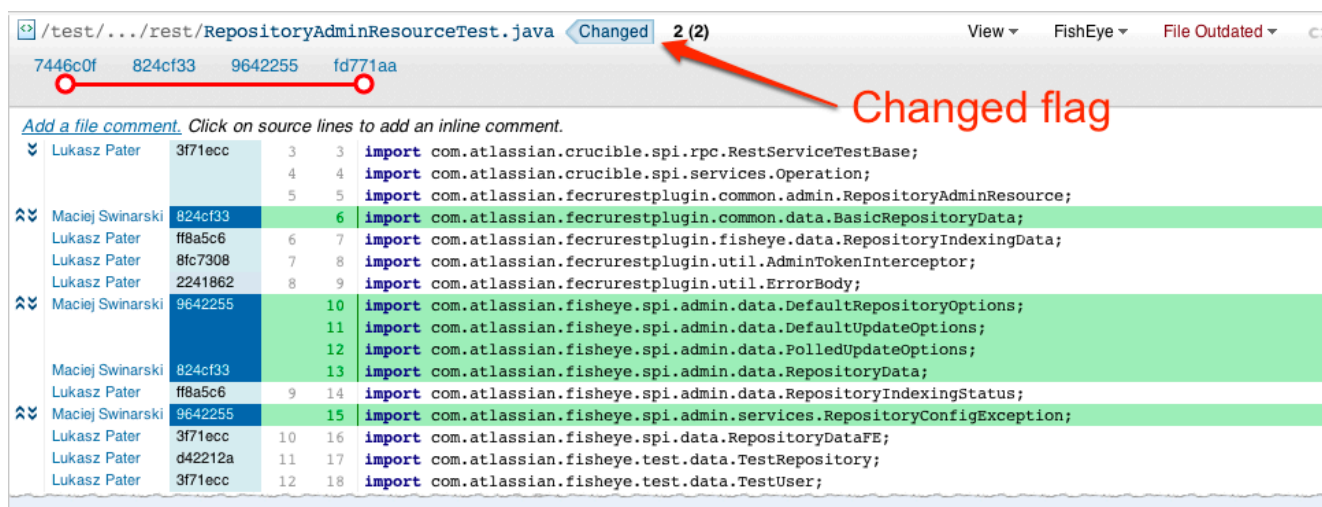 /test/.../rest/RepositoryAdminResourceTest.java Changed 2 (2) View FishEye File Outdated
7446c0f 824cf33 9642255 fd771aa
Changed flag
Add a file comment. Click on source lines to add an inline comment.
Lukasz Pater 3f71ecc 3 3 import com.atlassian.crucible.spi.rpc.RestServiceTestBase;
4 4 import com.atlassian.crucible.spi.services.Operation;
5 5 import com.atlassian.fecrurestplugin.common.admin.RepositoryAdminResource;
Maciej Swinarski 824cf33 6 import com.atlassian.fecrurestplugin.common.data.BasicRepositoryData;
Lukasz Pater ff8a5c6 6 7 import com.atlassian.fecrurestplugin.fisheye.data.RepositoryIndexingData;
Lukasz Pater 8fc7308 7 8 import com.atlassian.fecrurestplugin.util.AdminTokenInterceptor;
Lukasz Pater 2241862 8 9 import com.atlassian.fecrurestplugin.util.ErrorBody;
Maciej Swinarski 9642255 10 import com.atlassian.fisheye.spi.admin.data.DefaultRepositoryOptions;
11 import com.atlassian.fisheye.spi.admin.data.DefaultUpdateOptions;
12 import com.atlassian.fisheye.spi.admin.data.PolledUpdateOptions;
Maciej Swinarski 824cf33 13 import com.atlassian.fisheye.spi.admin.data.RepositoryData;
Lukasz Pater ff8a5c6 9 14 import com.atlassian.fisheye.spi.admin.data.RepositoryIndexingStatus;
Maciej Swinarski 9642255 15 import com.atlassian.fisheye.spi.admin.services.RepositoryConfigException;
Lukasz Pater 3f71ecc 10 16 import com.atlassian.fisheye.spi.data.RepositoryDataFE;
Lukasz Pater d42212a 11 17 import com.atlassian.fisheye.test.data.TestRepository;
Lukasz Pater 3f71ecc 12 18 import com.atlassian.fisheye.test.data.TestUser;